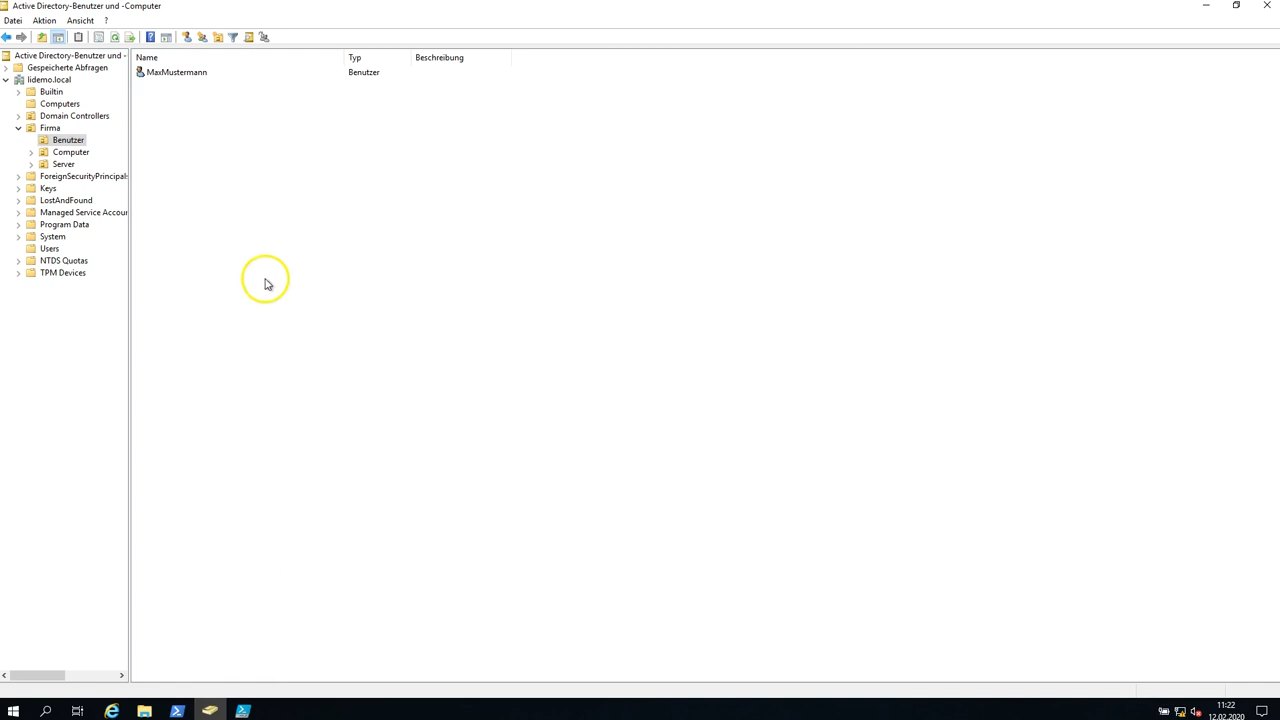 Active Directory-Benutzer und -Computer
Datei Aktion Ansicht ?
Active Directory-Benutzer und -
Gespeicherte Abfragen
lidemo.local
Builtin
Computers
Domain Controllers
Firma
Benutzer
Computer
Server
ForeignSecurityPrincipals
Keys
LostAndFound
Managed Service Accour
Program Data
System
Users
NTDS Quotas
TPM Devices
Name Typ Beschreibung
MaxMustermann Benutzer
11:22
12.02.2020